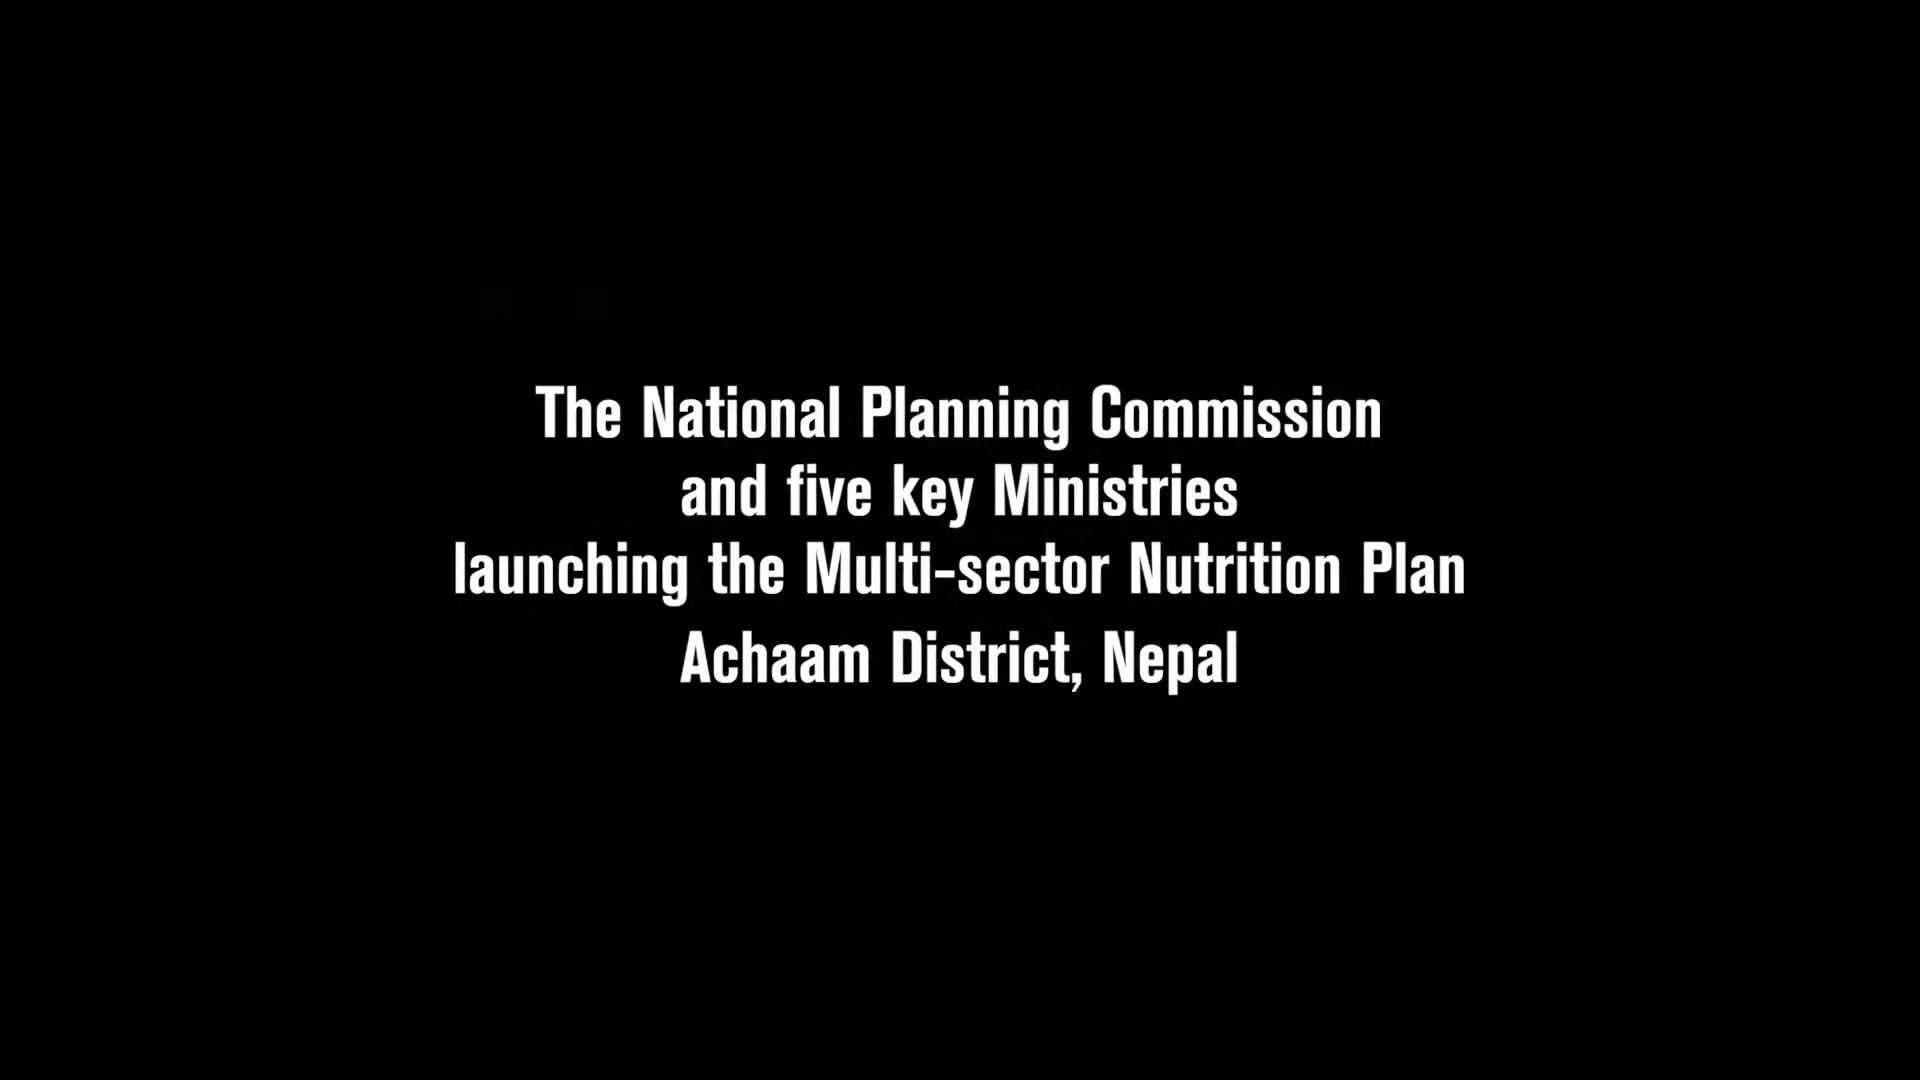 The National Planning Commission
and five key Ministries
launching the Multi-sector Nutrition Plan
Achaam District, Nepal